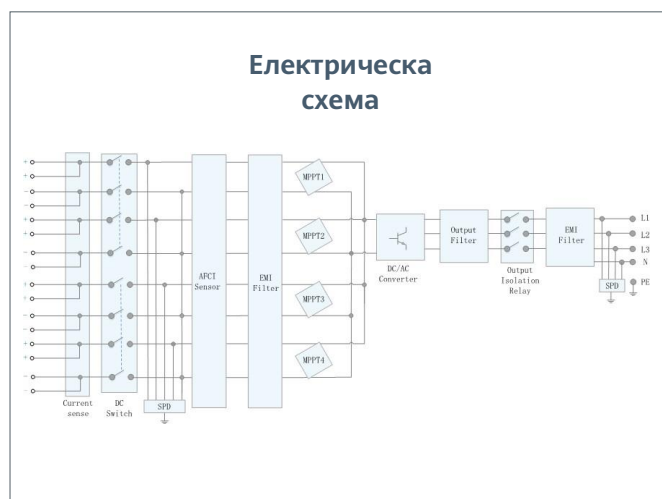 Електрическа
схема
+
+
-
-
+
+
-
-
+
+
-
-
+
+
-
-
Current
sense
DC
Switch
SPD
AFCI
Sensor
EMI
Filter
MPPT1
MPPT2
MPPT3
MPPT4
DC/AC
Converter
Output
Filter
Output
Isolation
Relay
EMI
Filter
L1
L2
L3
N
SPD
PE